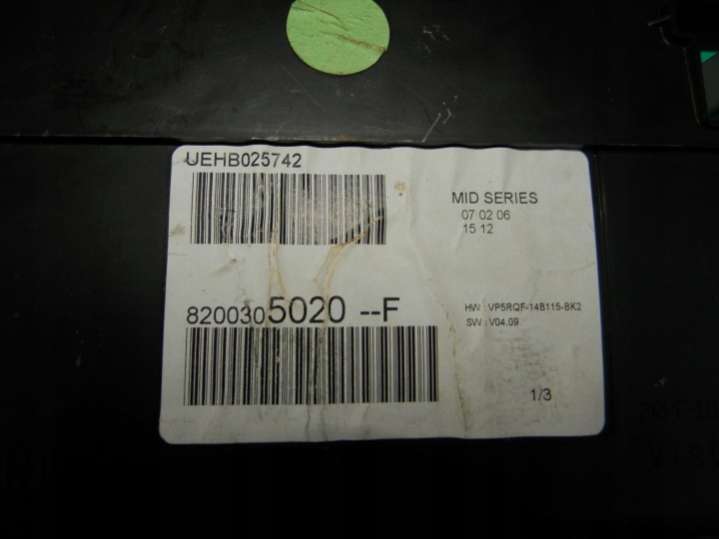 UEHB025742
MID SERIES
07 02 06
15 12
8200305020 --F
HW : VP5RQF-14B115-BK2
SW : V04.09
1/3